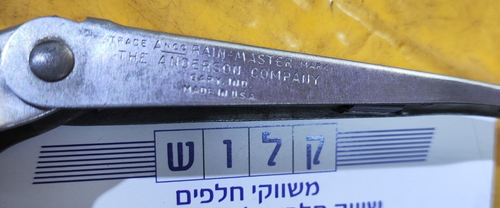 TRADE ANCO RAIN-MASTER MARK
THE ANDERSON COMPANY
GARY, IND.
MADE IN U.S.A.
קלוש
משווקי חלפים